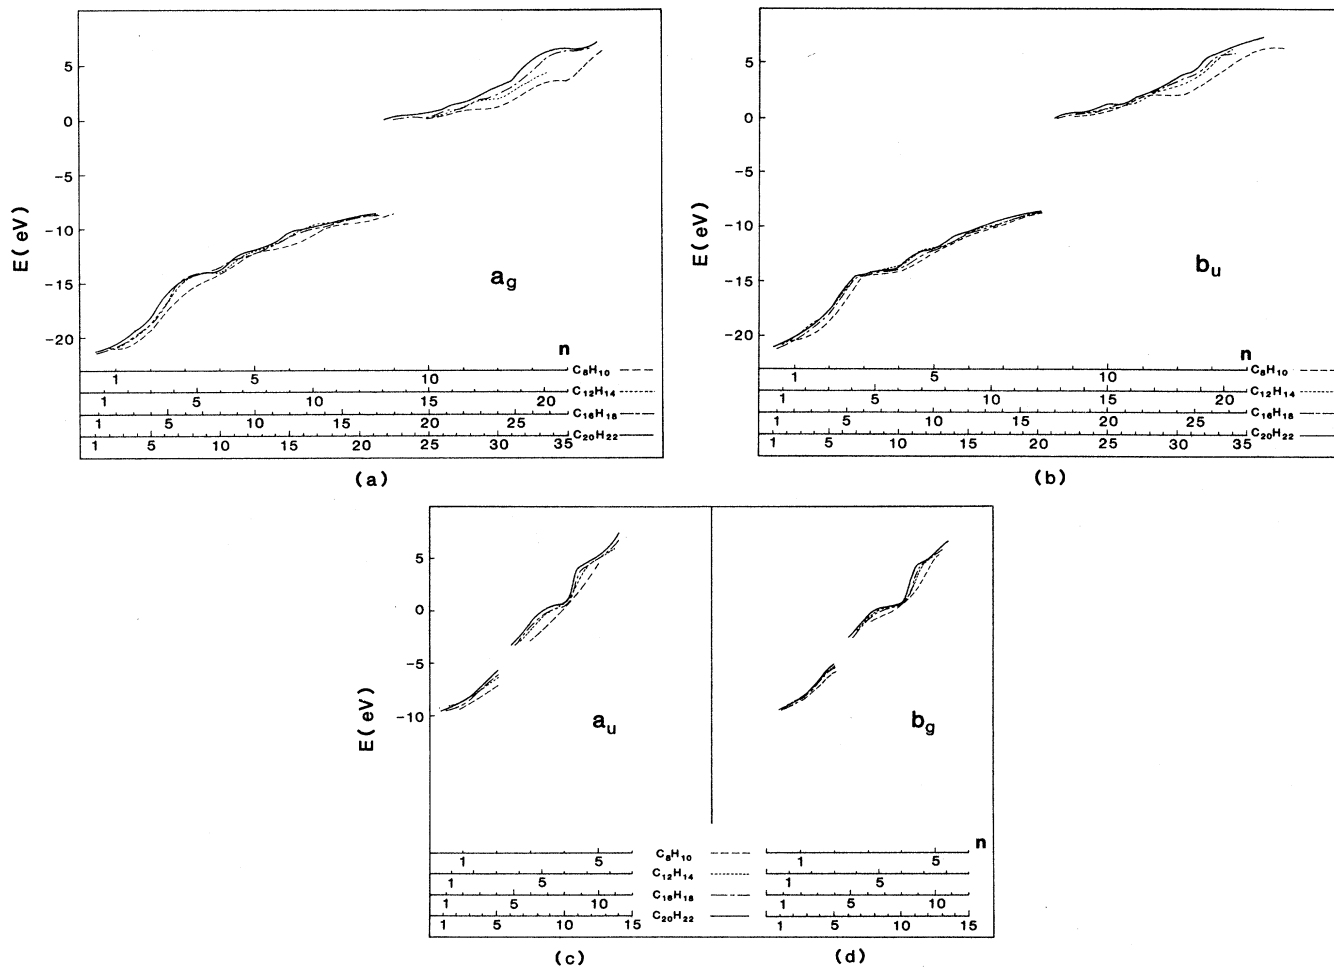 5
0
−5
−10
−15
−20
E(eV)
a_g
n
1 5 10 C₈H₁₀
1 5 10 15 20 C₁₂H₁₄
1 5 10 15 20 25 C₁₆H₁₈
1 5 10 15 20 25 30 35 C₂₀H₂₂
(a)
5
0
−5
−10
−15
−20
E(eV)
b_u
n
1 5 10 C₈H₁₀
1 5 10 15 20 C₁₂H₁₄
1 5 10 15 20 25 C₁₆H₁₈
1 5 10 15 20 25 30 35 C₂₀H₂₂
(b)
5
0
−5
−10
E(eV)
a_u
b_g
n
1 5 C₈H₁₀ 1 5
1 5 C₁₂H₁₄ 1 5
1 5 10 C₁₆H₁₈ 1 5 10
1 5 10 15 C₂₀H₂₂ 1 5 10 15
(c) (d)